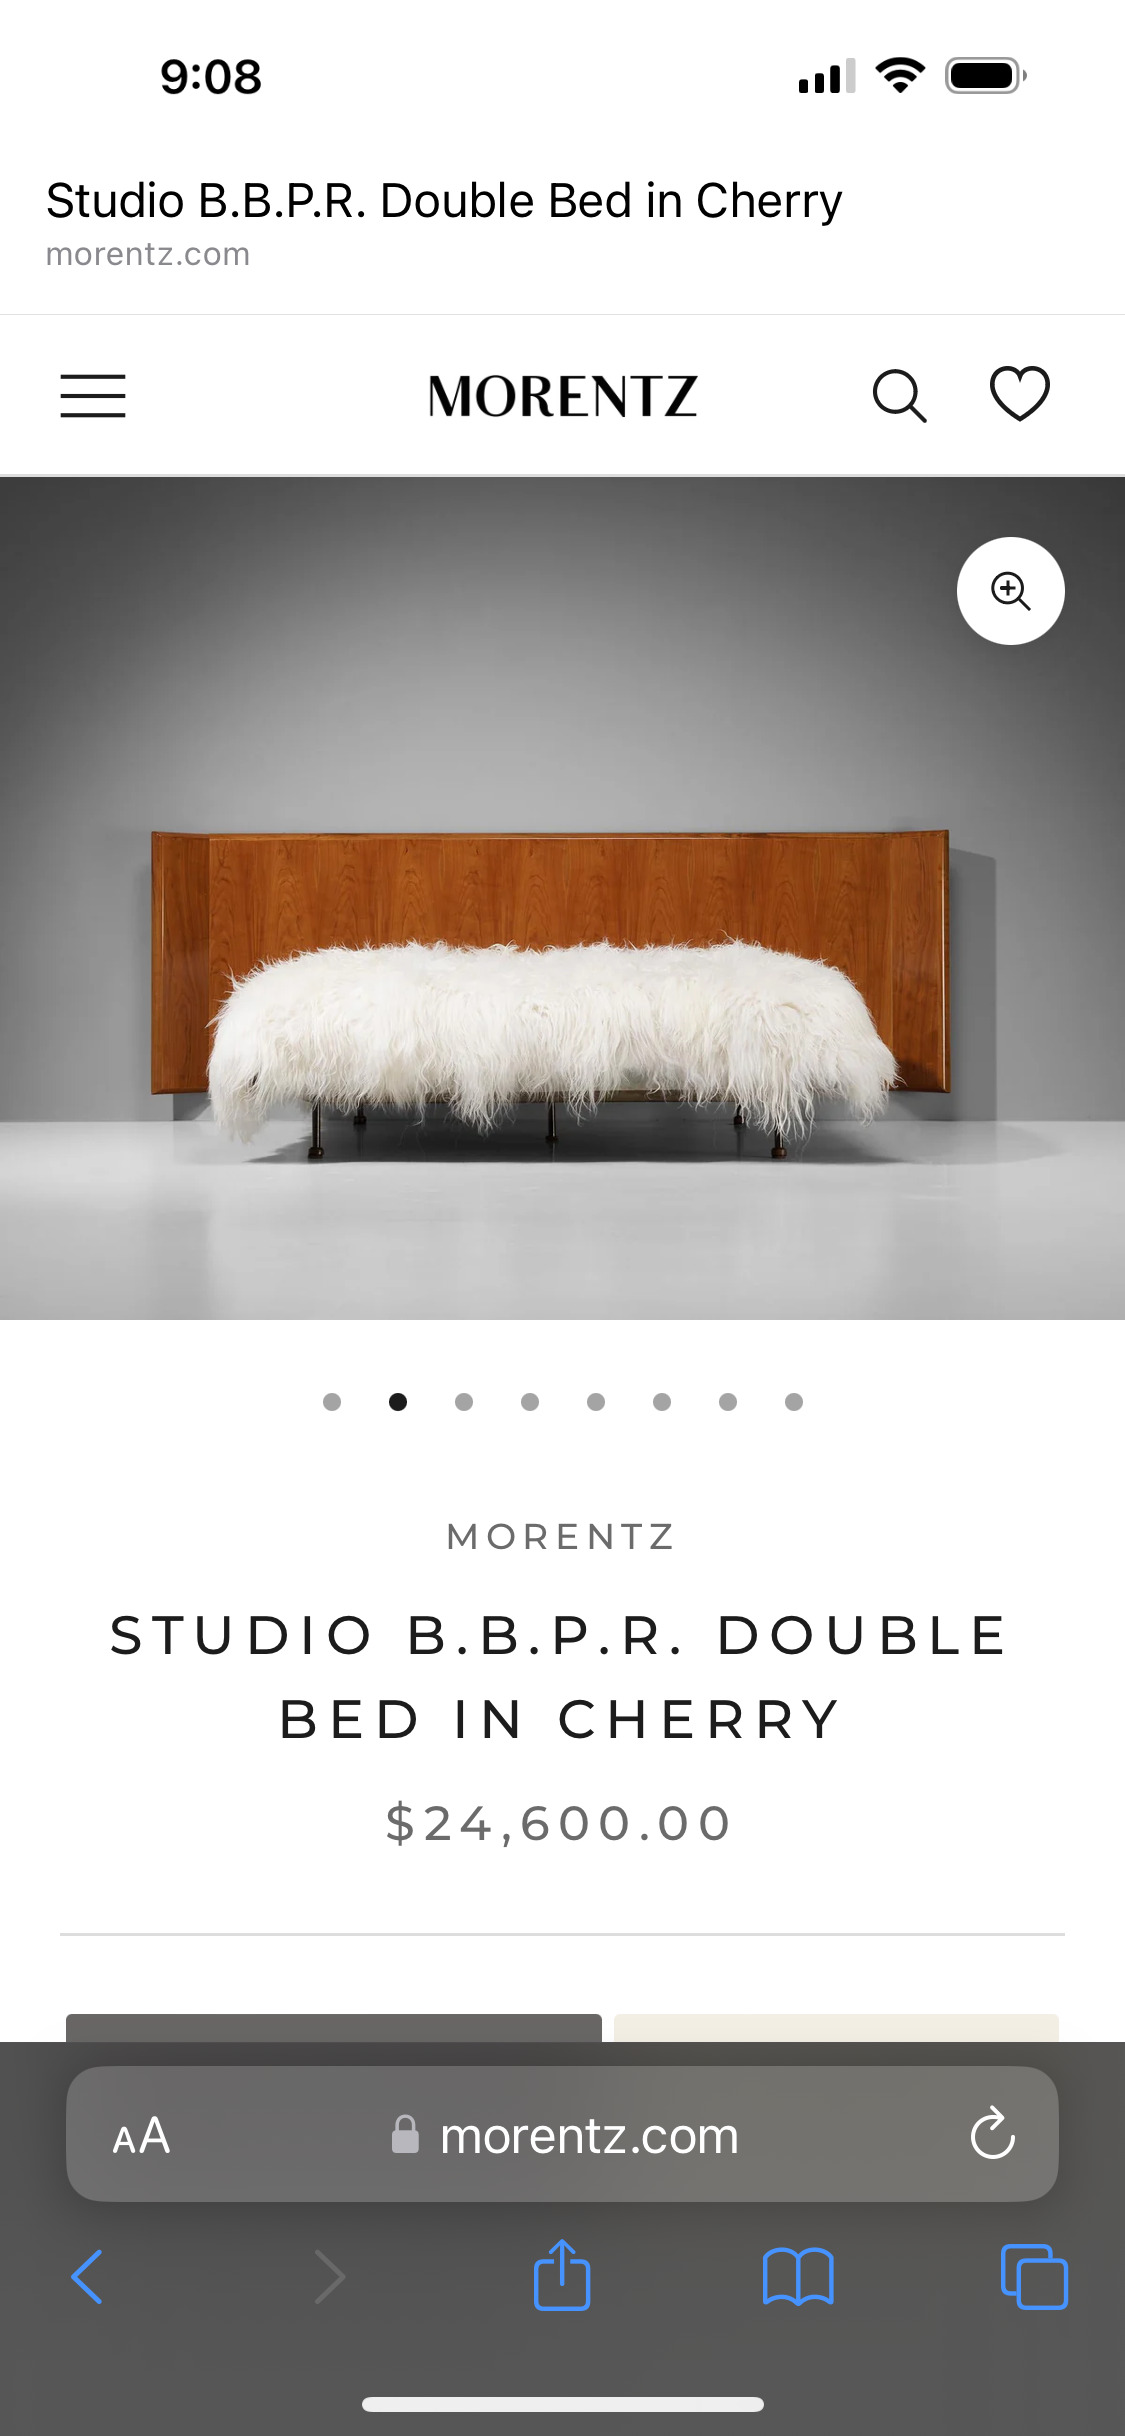 9:08
Studio B.B.P.R. Double Bed in Cherry
morentz.com
MORENTZ
MORENTZ
STUDIO B.B.P.R. DOUBLE
BED IN CHERRY
$24,600.00
AA morentz.com